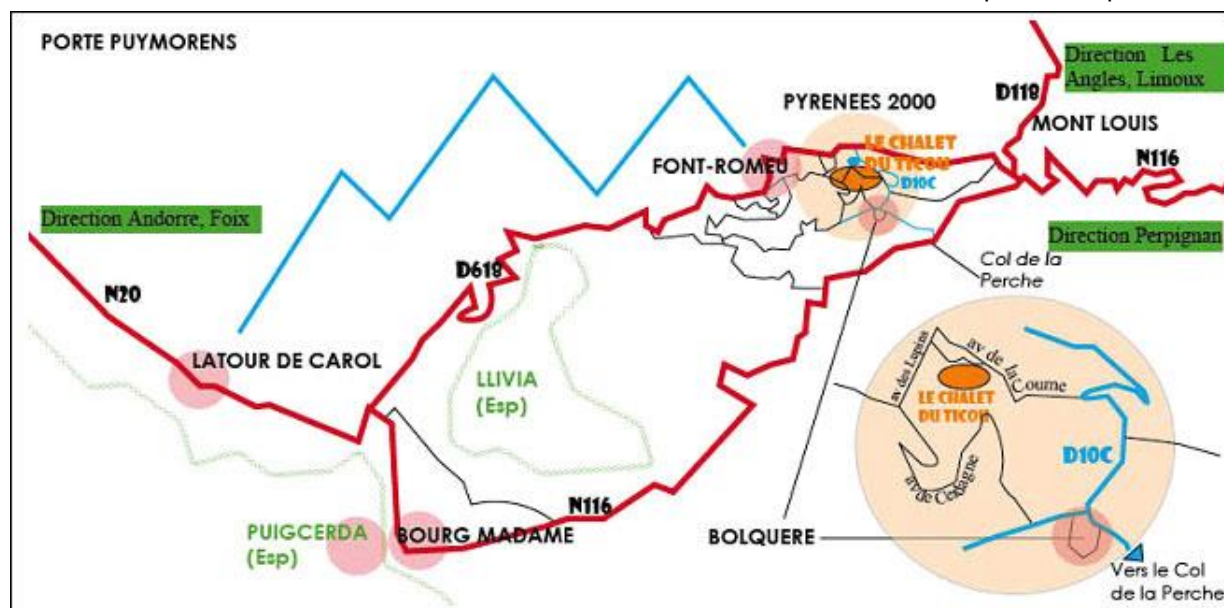 PORTE PUYMORENS
Direction Les
Angles, Limoux
D118
PYRENEES 2000
MONT LOUIS
LE CHALET
DU TICOU
N116
FONT-ROMEU
D10C
Direction Andorre, Foix
Direction Perpignan
Col de la
Perche
D618
N20
LATOUR DE CAROL
LLIVIA
(Esp)
av des Lupins
av de la Coume
LE CHALET
DU TICOU
D10C
av de Cerdagne
N116
PUIGCERDA
(Esp)
BOURG MADAME
BOLQUERE
Vers le Col
de la Perche